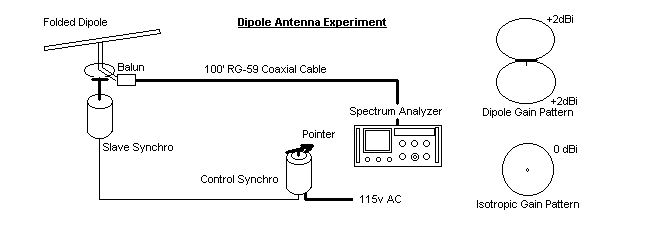 Folded Dipole
Dipole Antenna Experiment
+2dBi
Balun
100' RG-59 Coaxial Cable
+2dBi
Spectrum Analyzer
Dipole Gain Pattern
Pointer
Slave Synchro
0 dBi
Control Synchro
115v AC
Isotropic Gain Pattern